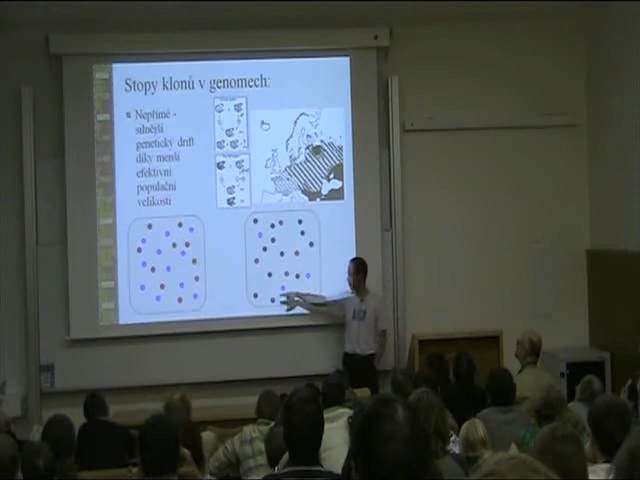 Stopy klonů v genomech:
Nepřímé -
silnější
genetický drift
díky menší
efektivní
populační
velikosti